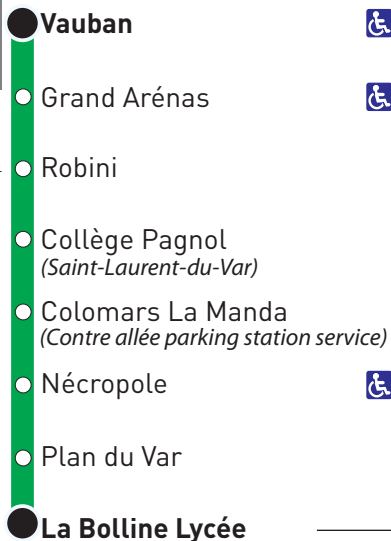 Vauban
Grand Arénas
Robini
Collège Pagnol
(Saint-Laurent-du-Var)
Colomars La Manda
(Contre allée parking station service)
Nécropole
Plan du Var
La Bolline Lycée